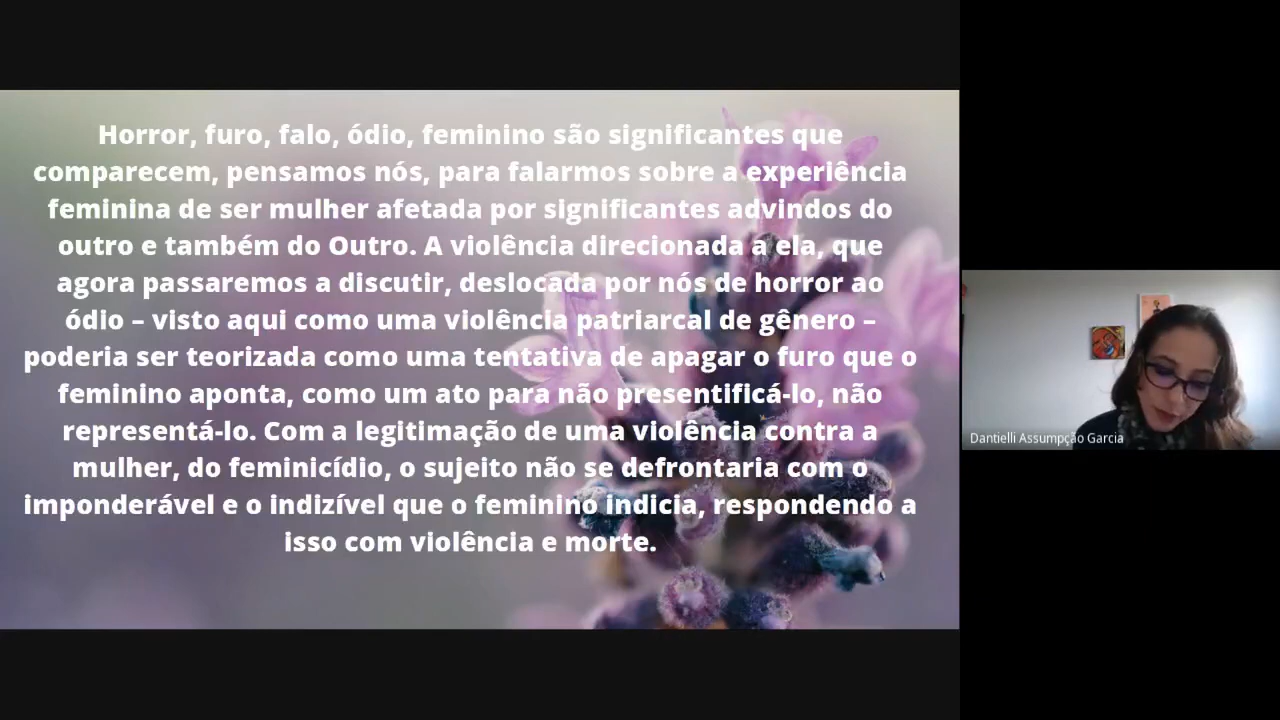 Horror, furo, falo, ódio, feminino são significantes que
comparecem, pensamos nós, para falarmos sobre a experiência
feminina de ser mulher afetada por significantes advindos do
outro e também do Outro. A violência direcionada a ela, que
agora passaremos a discutir, deslocada por nós de horror ao
ódio – visto aqui como uma violência patriarcal de gênero –
poderia ser teorizada como uma tentativa de apagar o furo que o
feminino aponta, como um ato para não presentificá-lo, não
representá-lo. Com a legitimação de uma violência contra a
mulher, do feminicídio, o sujeito não se defrontaria com o
imponderável e o indizível que o feminino indicia, respondendo a
isso com violência e morte.
Dantielli Assumpção Garcia